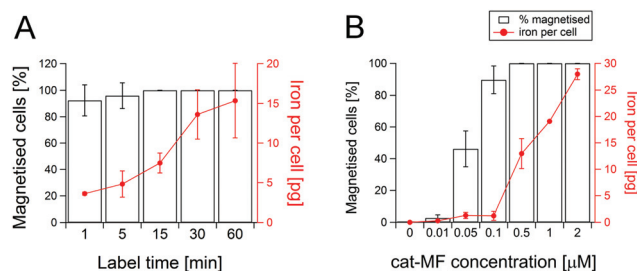 A
Magnetised cells [%]
120
100
80
60
40
20
0
1 5 15 30 60
Label time [min]
20
15
10
5
0
Iron per cell [pg]
B
% magnetised
iron per cell
Magnetised cells [%]
100
80
60
40
20
0
0 0.01 0.05 0.1 0.5 1 2
cat-MF concentration [µM]
30
25
20
15
10
5
0
Iron per cell [pg]